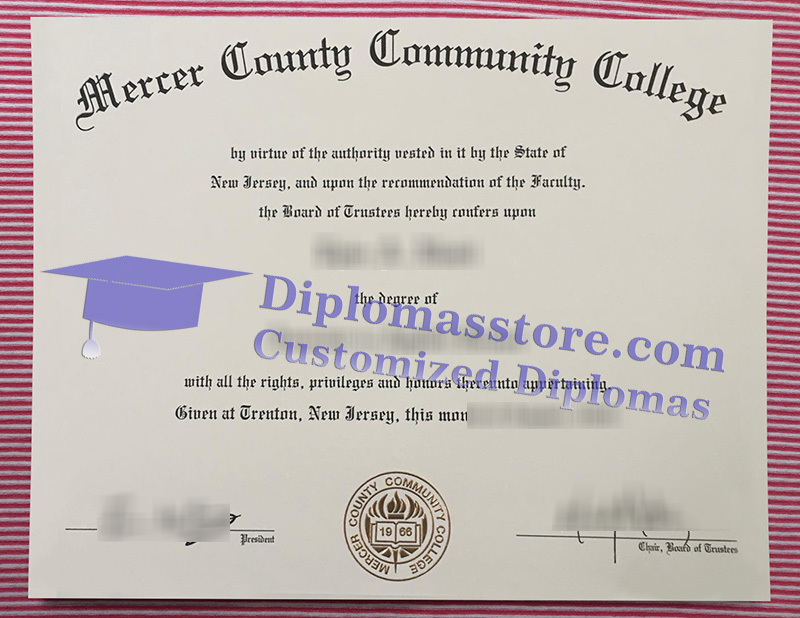 Mercer County Community College
by virtue of the authority vested in it by the State of
New Jersey, and upon the recommendation of the Faculty.
the Board of Trustees hereby confers upon
the degree of
Diplomasstore.com
Customized Diplomas
with all the rights, privileges and honors thereunto appertaining.
Given at Trenton, New Jersey, this
President
MERCER COUNTY COMMUNITY COLLEGE
1966
Chair, Board of Trustees